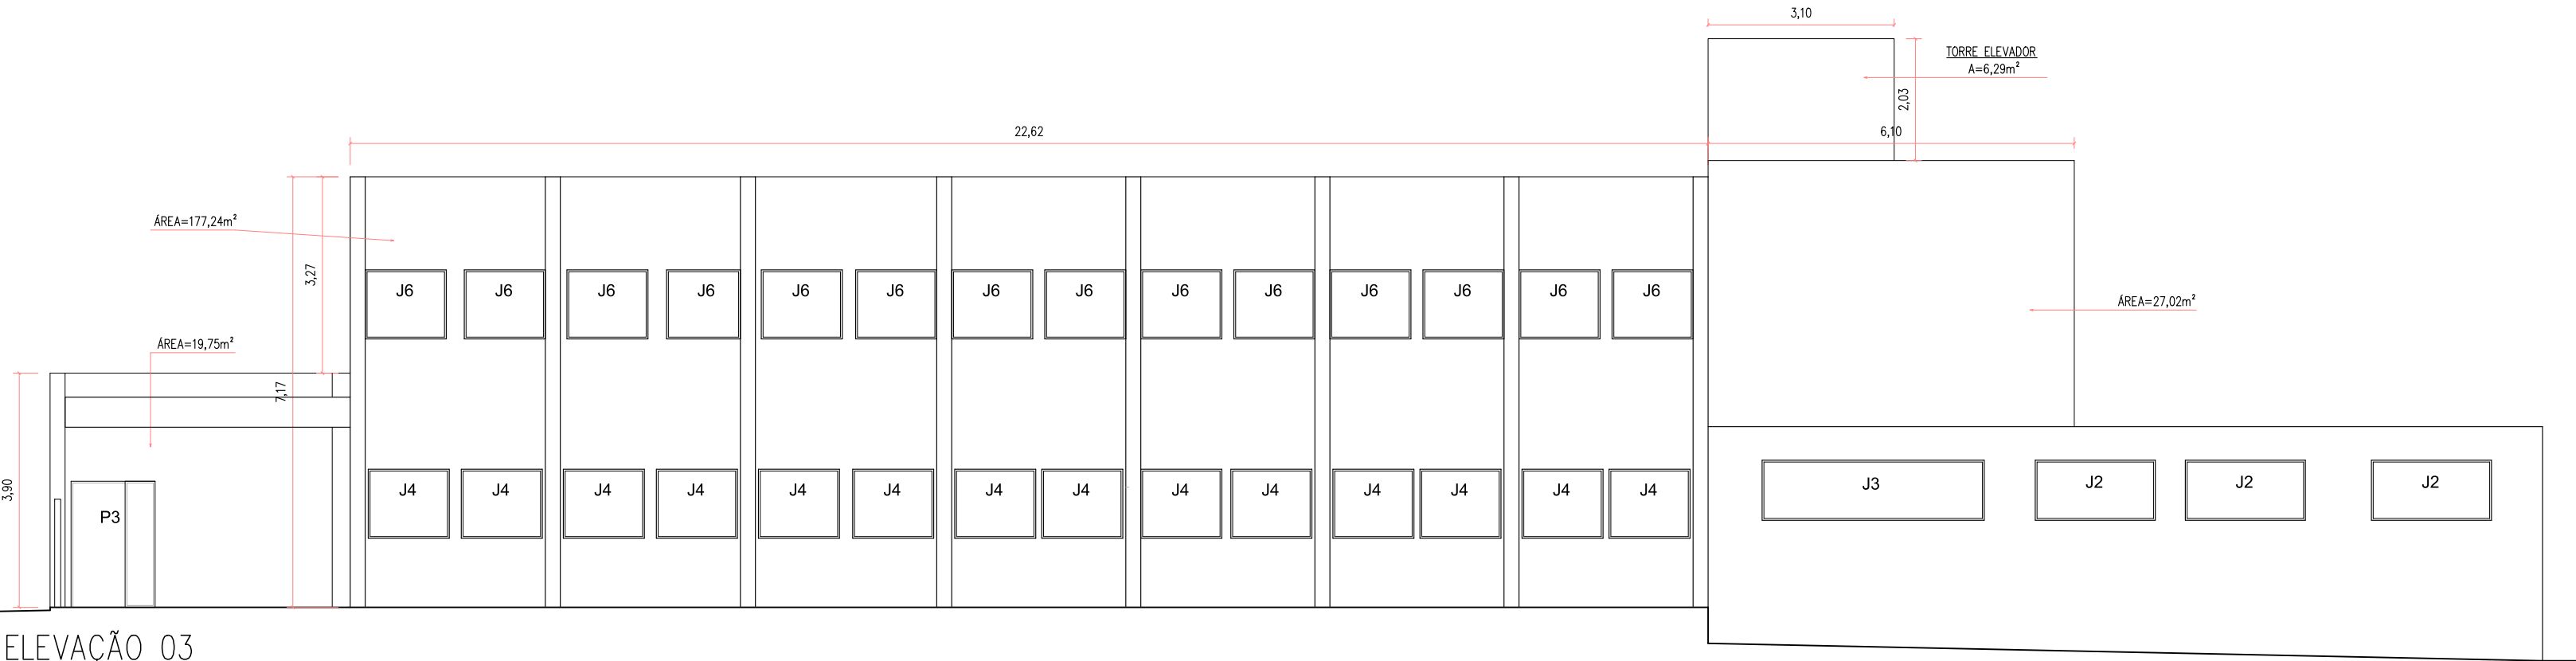 3,10
TORRE ELEVADOR
A=6,29m²
2,03
22,62
6,10
ÁREA=177,24m²
3,27
ÁREA=27,02m²
ÁREA=19,75m²
7,17
3,90
J6 J6 J6 J6 J6 J6 J6 J6 J6 J6 J6 J6 J6 J6
J4 J4 J4 J4 J4 J4 J4 J4 J4 J4 J4 J4 J4 J4
J3 J2 J2 J2
P3
ELEVAÇÃO 03